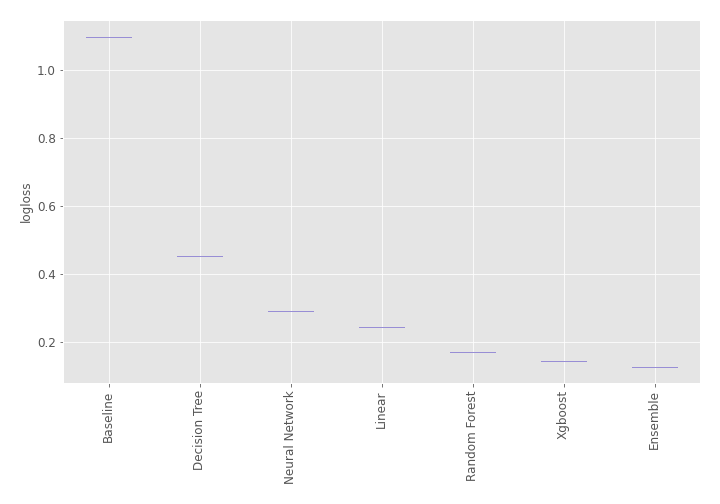 logloss
1.0
0.8
0.6
0.4
0.2
Baseline
Decision Tree
Neural Network
Linear
Random Forest
Xgboost
Ensemble